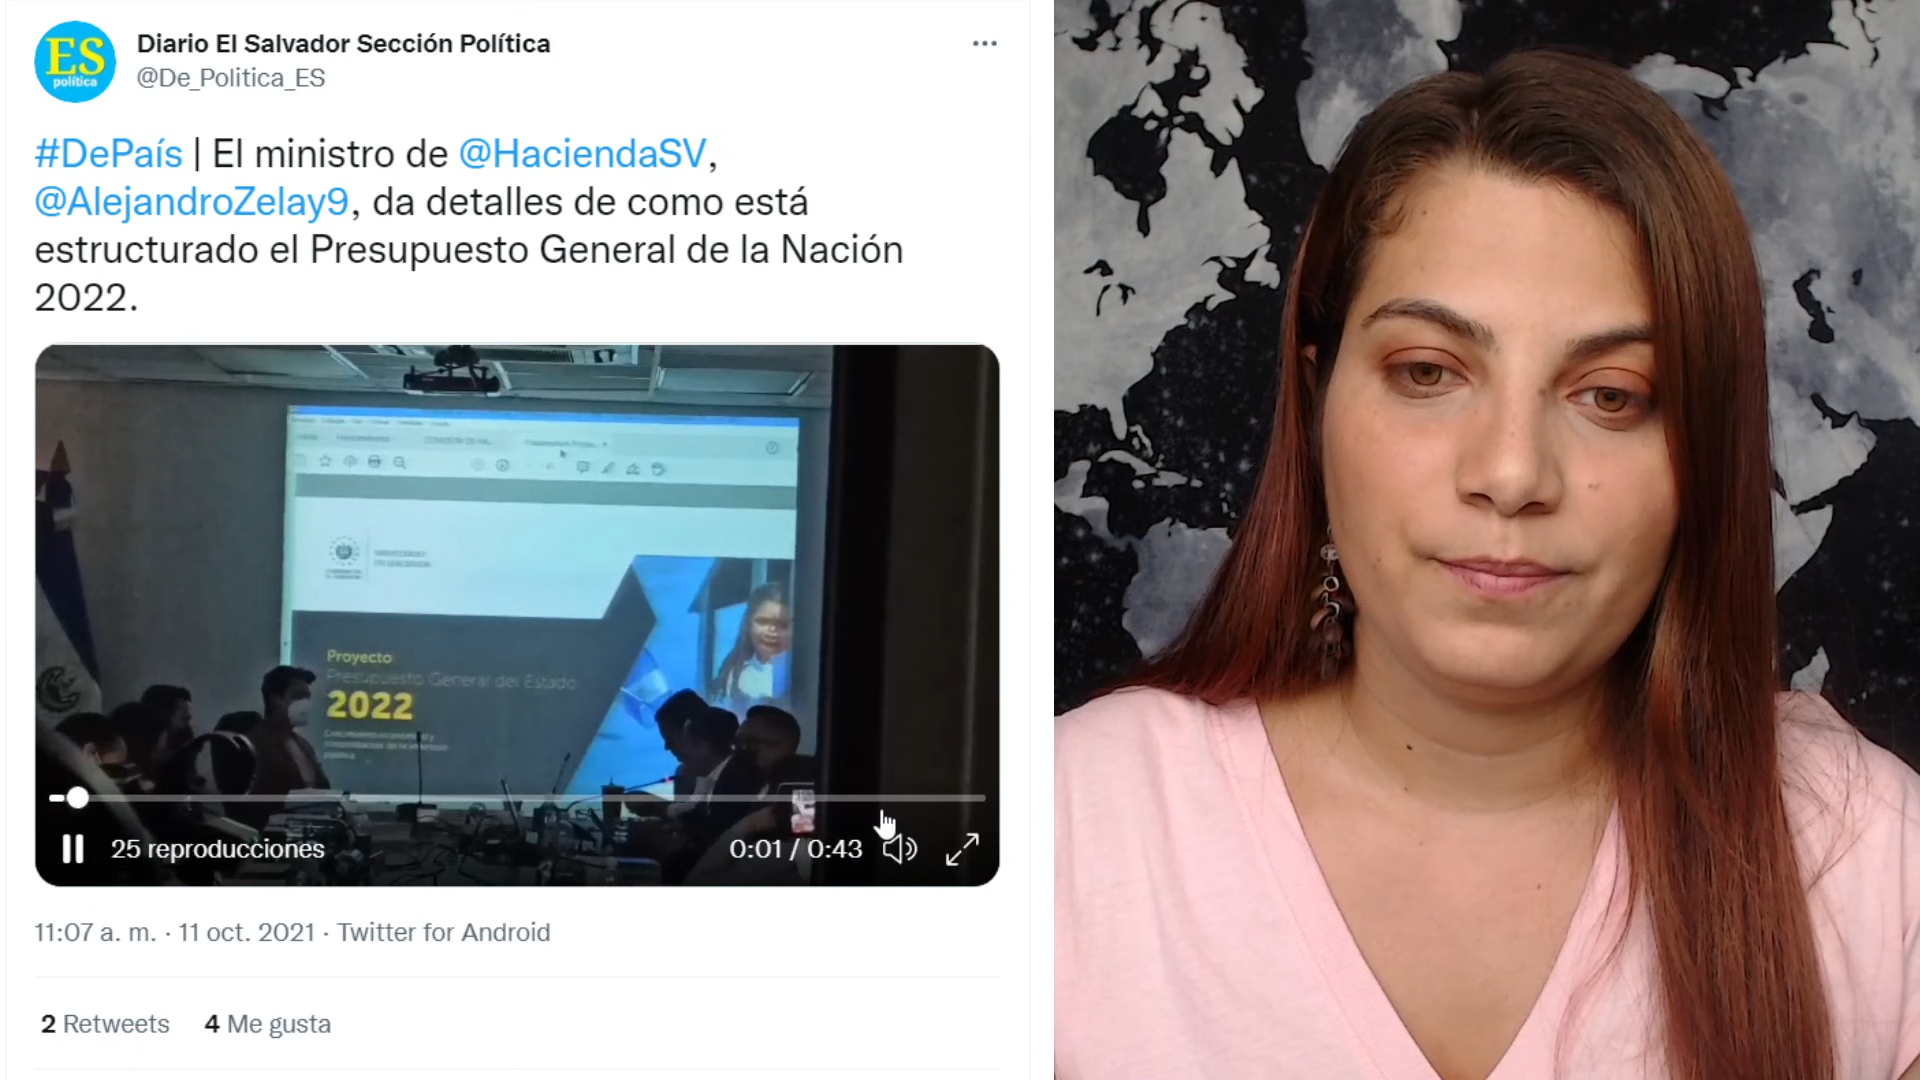 ES
política
Diario El Salvador Sección Política
@De_Politica_ES
#DePaís | El ministro de @HaciendaSV,
@AlejandroZelay9, da detalles de como está
estructurado el Presupuesto General de la Nación
2022.
Proyecto
Presupuesto General del Estado
2022
25 reproducciones
0:01 / 0:43
11:07 a. m. · 11 oct. 2021 · Twitter for Android
2 Retweets 4 Me gusta